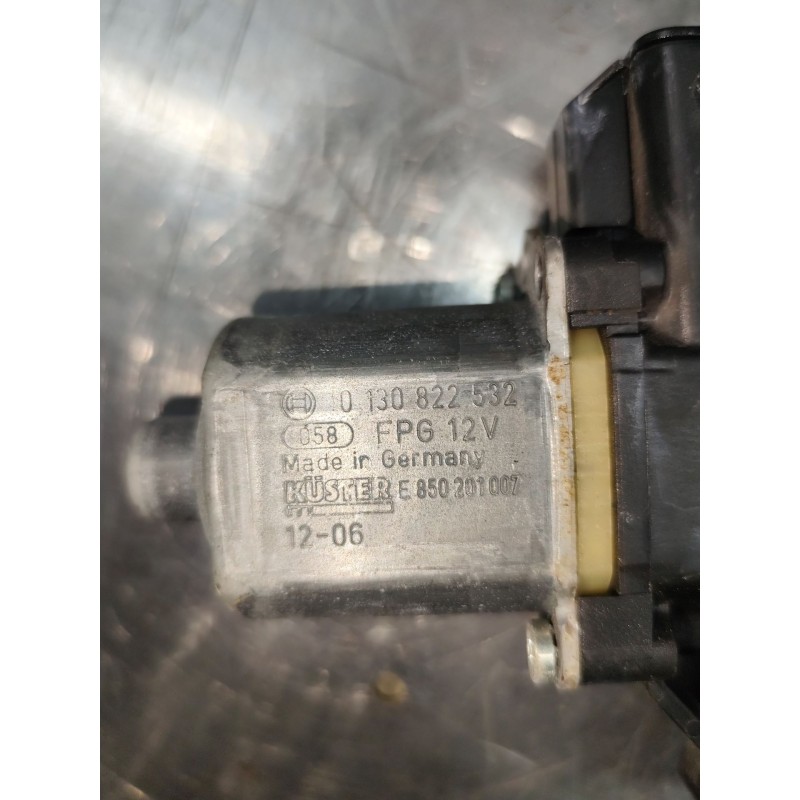 0 130 822 532
058 FPG 12V
Made in Germany
KÜSTER E 850 201 007
12-06